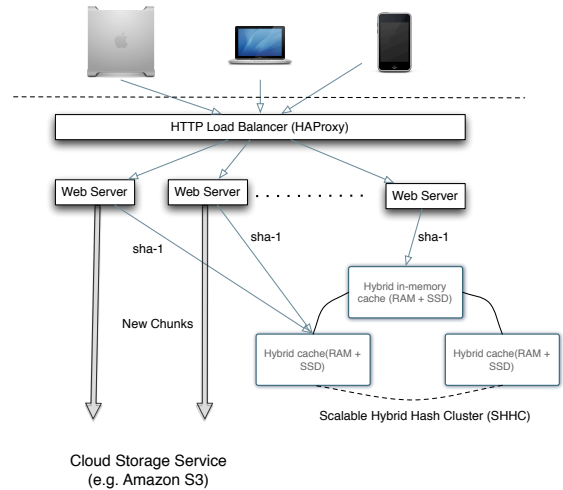 HTTP Load Balancer (HAProxy)
Web Server
Web Server
Web Server
sha-1
sha-1
sha-1
Hybrid in-memory
cache (RAM + SSD)
New Chunks
Hybrid cache(RAM +
SSD)
Hybrid cache(RAM +
SSD)
Scalable Hybrid Hash Cluster (SHHC)
Cloud Storage Service
(e.g. Amazon S3)